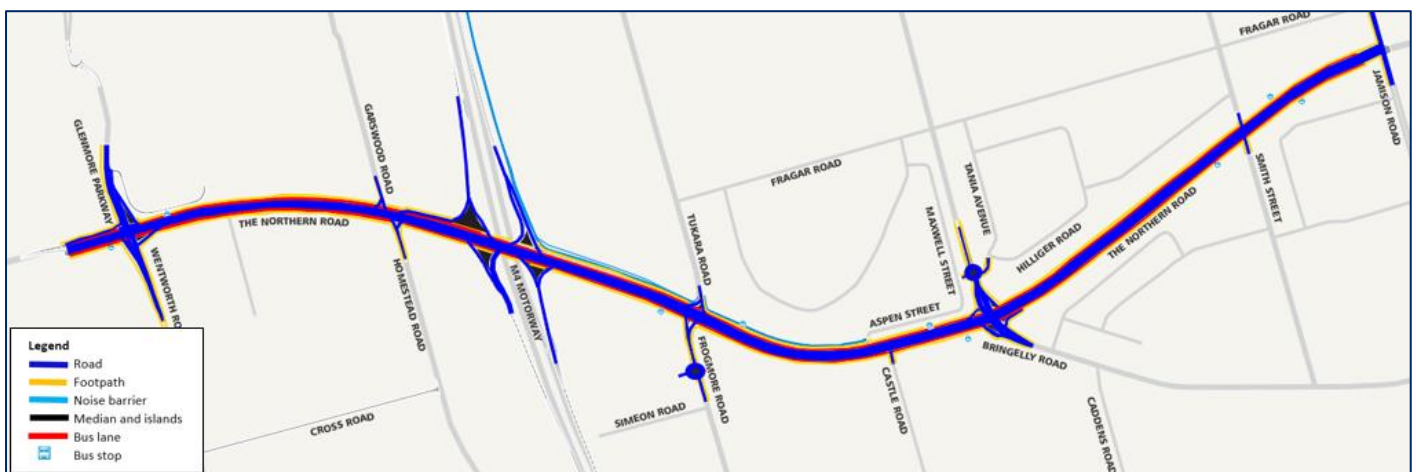 FRAGAR ROAD
JAMISON ROAD
GLENMORE PARKWAY
GARSWOOD ROAD
SMITH STREET
FRAGAR ROAD
TANIA AVENUE
THE NORTHERN ROAD
TUKARA ROAD
MAXWELL STREET
HILLIGER ROAD
THE NORTHERN ROAD
WENTWORTH RO
HOMESTEAD ROAD
M4 MOTORWAY
ASPEN STREET
BRINGELLY ROAD
FROGMORE ROAD
CASTLE ROAD
CADDENS ROAD
SIMEON ROAD
CROSS ROAD
Legend
Road
Footpath
Noise barrier
Median and islands
Bus lane
Bus stop